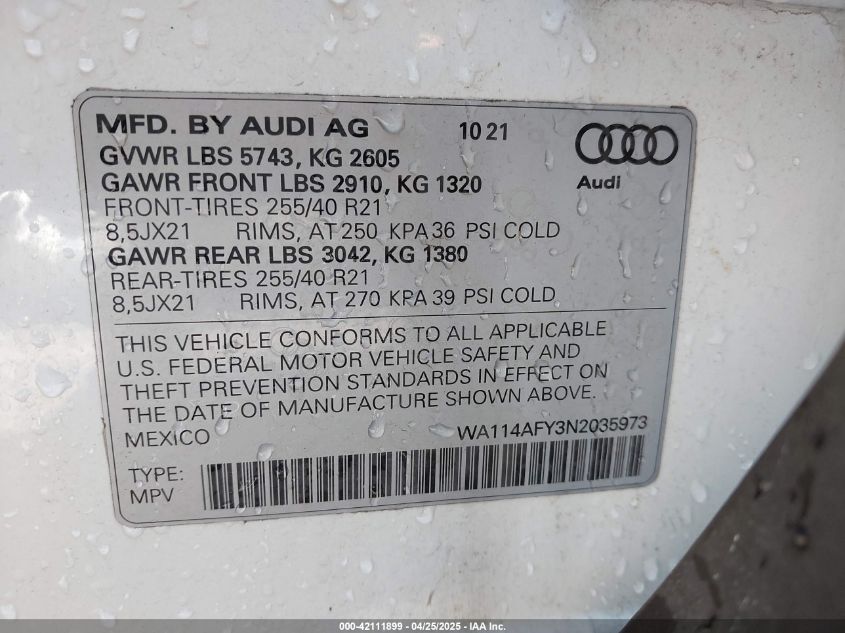 MFD. BY AUDI AG 10 21
GVWR LBS 5743, KG 2605
GAWR FRONT LBS 2910, KG 1320
Audi
FRONT-TIRES 255/40 R21
8,5JX21 RIMS, AT 250 KPA 36 PSI COLD
GAWR REAR LBS 3042, KG 1380
REAR-TIRES 255/40 R21
8,5JX21 RIMS, AT 270 KPA 39 PSI COLD
THIS VEHICLE CONFORMS TO ALL APPLICABLE
U.S. FEDERAL MOTOR VEHICLE SAFETY AND
THEFT PREVENTION STANDARDS IN EFFECT ON
THE DATE OF MANUFACTURE SHOWN ABOVE.
MEXICO WA114AFY3N2035973
TYPE:
MPV
000-42111899 - 04/25/2025 - IAA Inc.